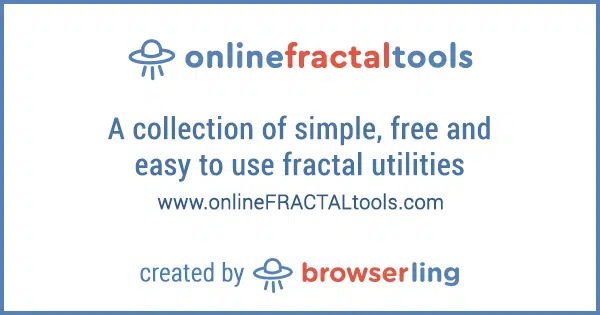 onlinefractaltools
A collection of simple, free and
easy to use fractal utilities
www.onlineFRACTALtools.com
created by browserling